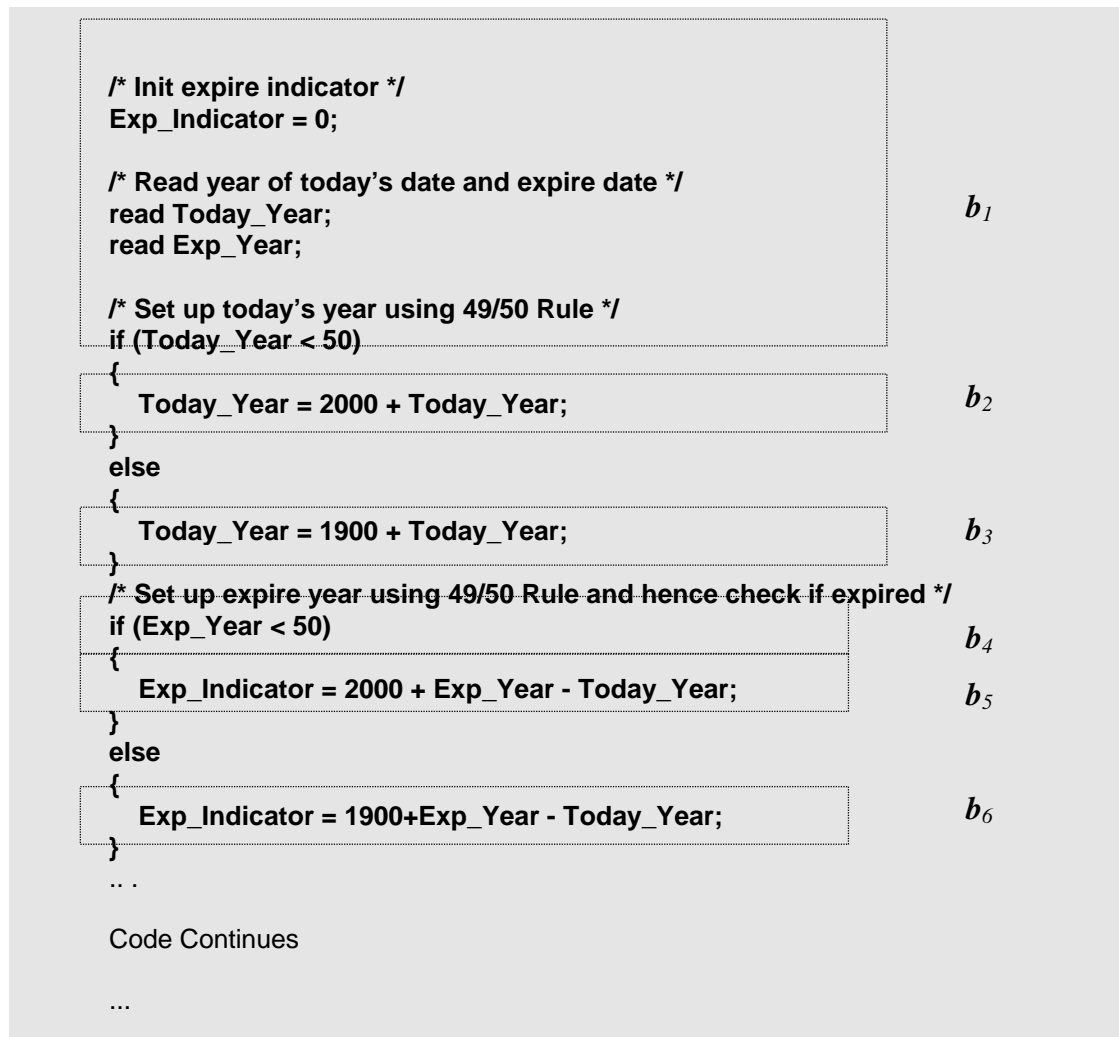 /* Init expire indicator */
Exp_Indicator = 0;
/* Read year of today’s date and expire date */
read Today_Year;
read Exp_Year;
b1
/* Set up today’s year using 49/50 Rule */
if (Today_Year < 50)
{
Today_Year = 2000 + Today_Year;
b2
}
else
{
Today_Year = 1900 + Today_Year;
b3
}
/* Set up expire year using 49/50 Rule and hence check if expired */
if (Exp_Year < 50)
b4
{
Exp_Indicator = 2000 + Exp_Year - Today_Year;
b5
}
else
{
Exp_Indicator = 1900+Exp_Year - Today_Year;
b6
}
.. .
Code Continues
...